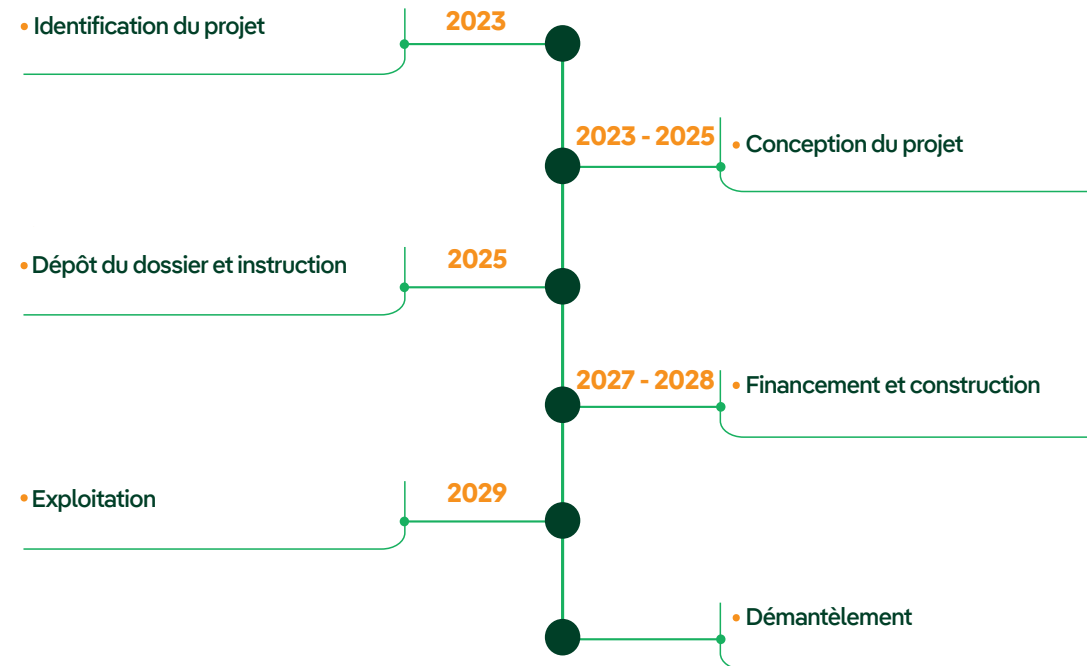 • Identification du projet
2023
2023 - 2025
• Conception du projet
• Dépôt du dossier et instruction
2025
2027 - 2028
• Financement et construction
• Exploitation
2029
• Démantèlement